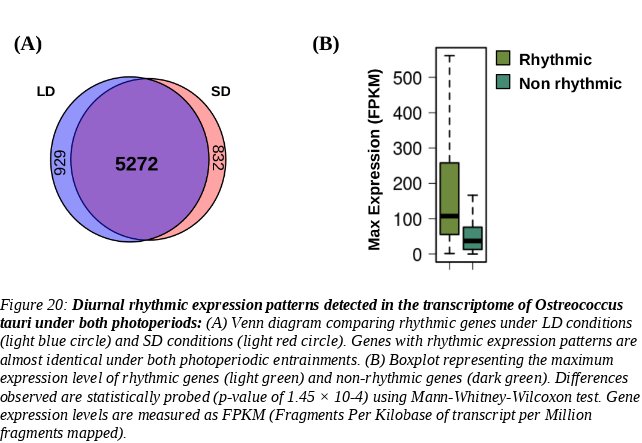 (A)
(B)
LD
SD
929
5272
832
Max Expression (FPKM)
500
400
300
200
100
0
Rhythmic
Non rhythmic
Figure 20: Diurnal rhythmic expression patterns detected in the transcriptome of Ostreococcus
tauri under both photoperiods: (A) Venn diagram comparing rhythmic genes under LD conditions
(light blue circle) and SD conditions (light red circle). Genes with rhythmic expression patterns are
almost identical under both photoperiodic entrainments. (B) Boxplot representing the maximum
expression level of rhythmic genes (light green) and non-rhythmic genes (dark green). Differences
observed are statistically probed (p-value of 1.45 × 10-4) using Mann-Whitney-Wilcoxon test. Gene
expression levels are measured as FPKM (Fragments Per Kilobase of transcript per Million
fragments mapped).